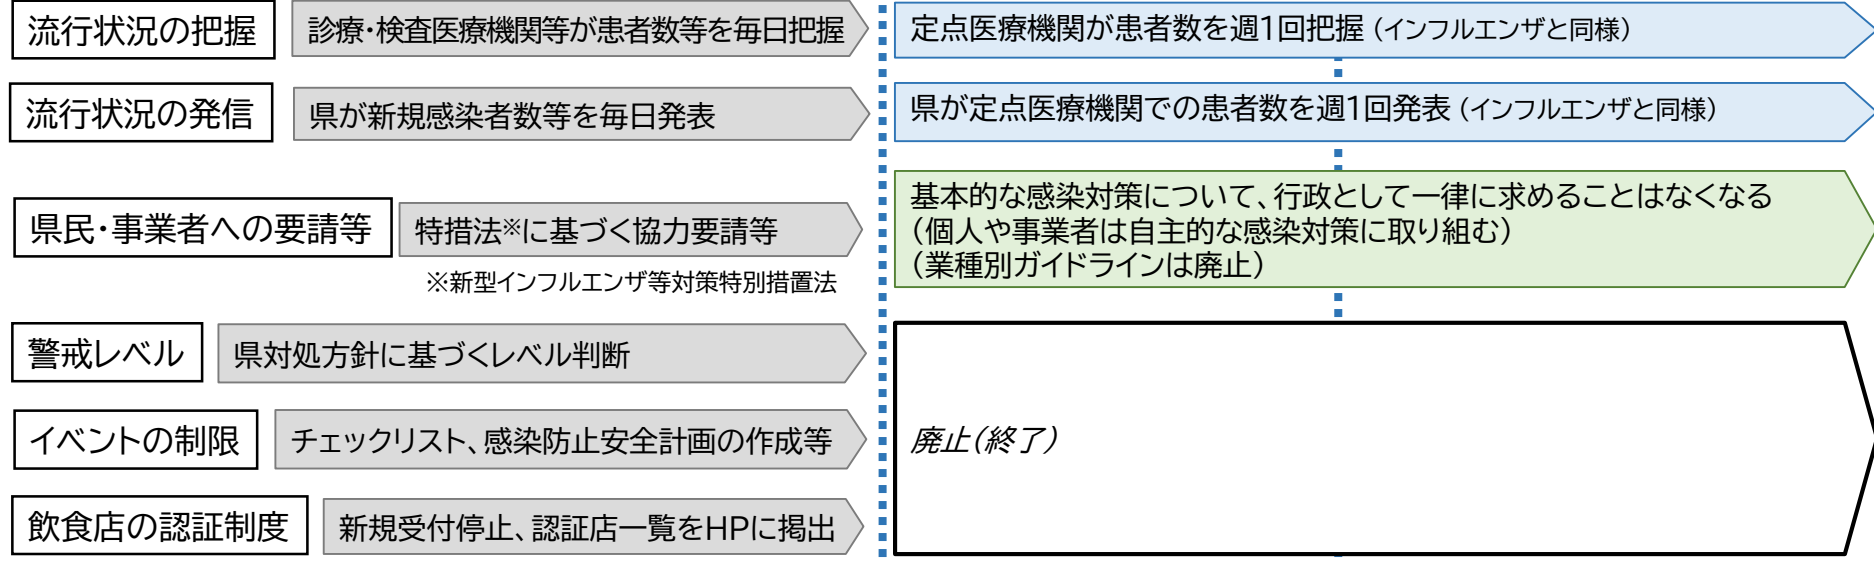 流行状況の把握
診療・検査医療機関等が患者数等を毎日把握
定点医療機関が患者数を週1回把握（インフルエンザと同様）
流行状況の発信
県が新規感染者数等を毎日発表
県が定点医療機関での患者数を週1回発表（インフルエンザと同様）
県民・事業者への要請等
特措法※に基づく協力要請等
※新型インフルエンザ等対策特別措置法
基本的な感染対策について、行政として一律に求めることはなくなる
（個人や事業者は自主的な感染対策に取り組む）
（業種別ガイドラインは廃止）
警戒レベル
県対処方針に基づくレベル判断
イベントの制限
チェックリスト、感染防止安全計画の作成等
廃止（終了）
飲食店の認証制度
新規受付停止、認証店一覧をHPに掲出